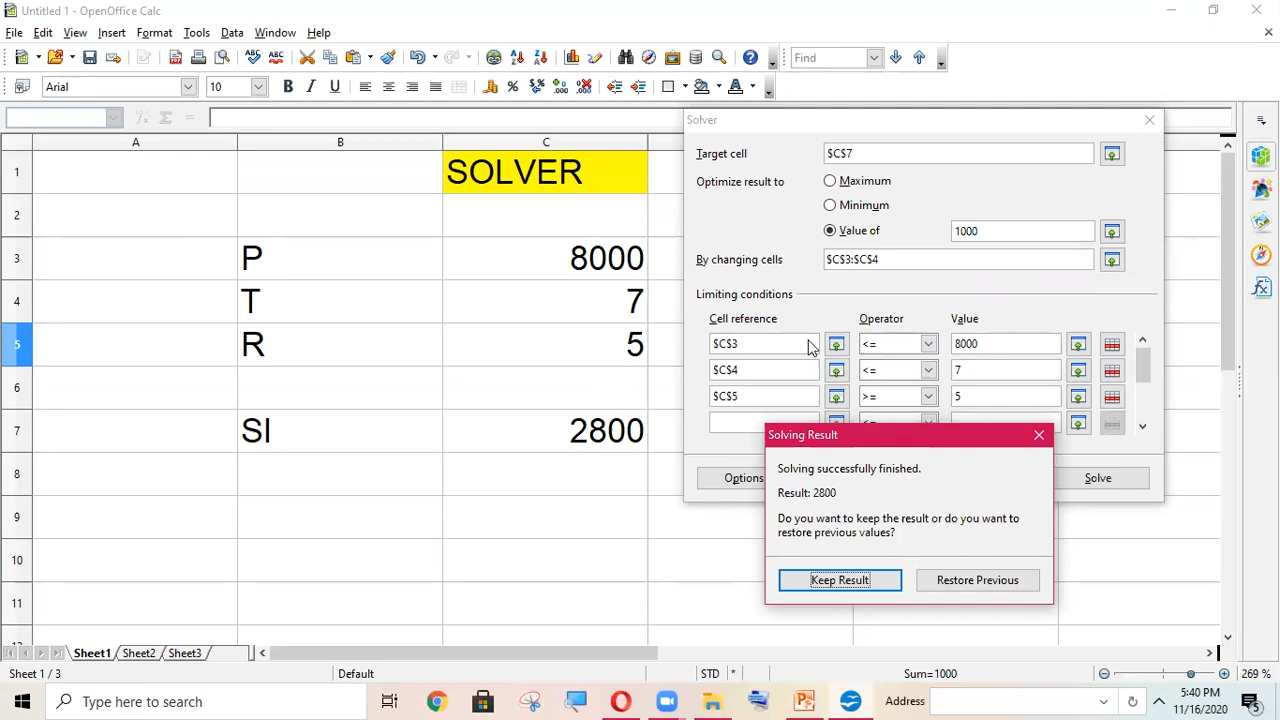 Untitled 1 - OpenOffice Calc
File Edit View Insert Format Tools Data Window Help
Find
Arial 10 B I U
Solver
A B C
1 SOLVER
2
3 P 8000
4 T 7
5 R 5
6
7 SI 2800
8
9
10
11
Target cell $C$7
Optimize result to Maximum
Minimum
Value of 1000
By changing cells $C$3:$C$4
Limiting conditions
Cell reference Operator Value
$C$3 <= 8000
$C$4 <= 7
$C$5 >= 5
Options Solve
Solving Result
Solving successfully finished.
Result: 2800
Do you want to keep the result or do you want to
restore previous values?
Keep Result Restore Previous
Sheet1 Sheet2 Sheet3
Sheet 1 / 3 Default STD * Sum=1000 269 %
Type here to search Address 5:40 PM
11/16/2020 5